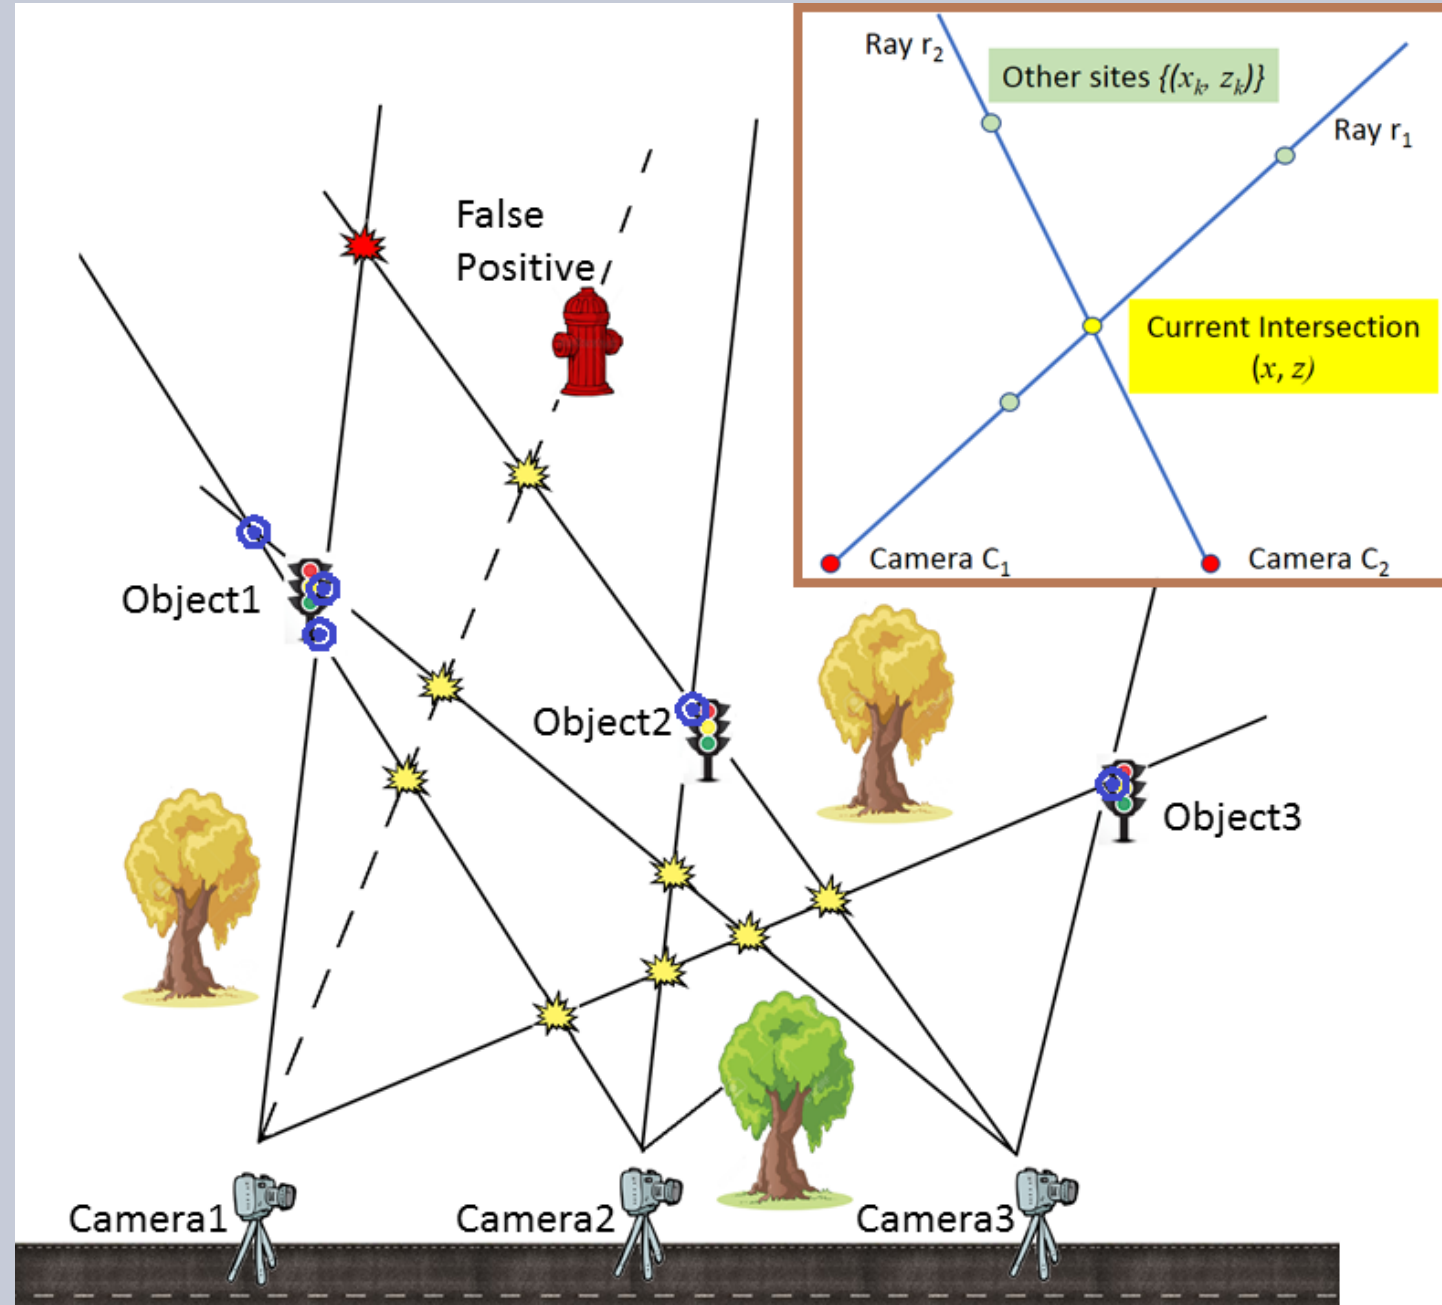 Ray r₂
Other sites {(xₖ, zₖ)}
Ray r₁
False
Positive
Current Intersection
(x, z)
Camera C₁
Camera C₂
Object1
Object2
Object3
Camera1
Camera2
Camera3